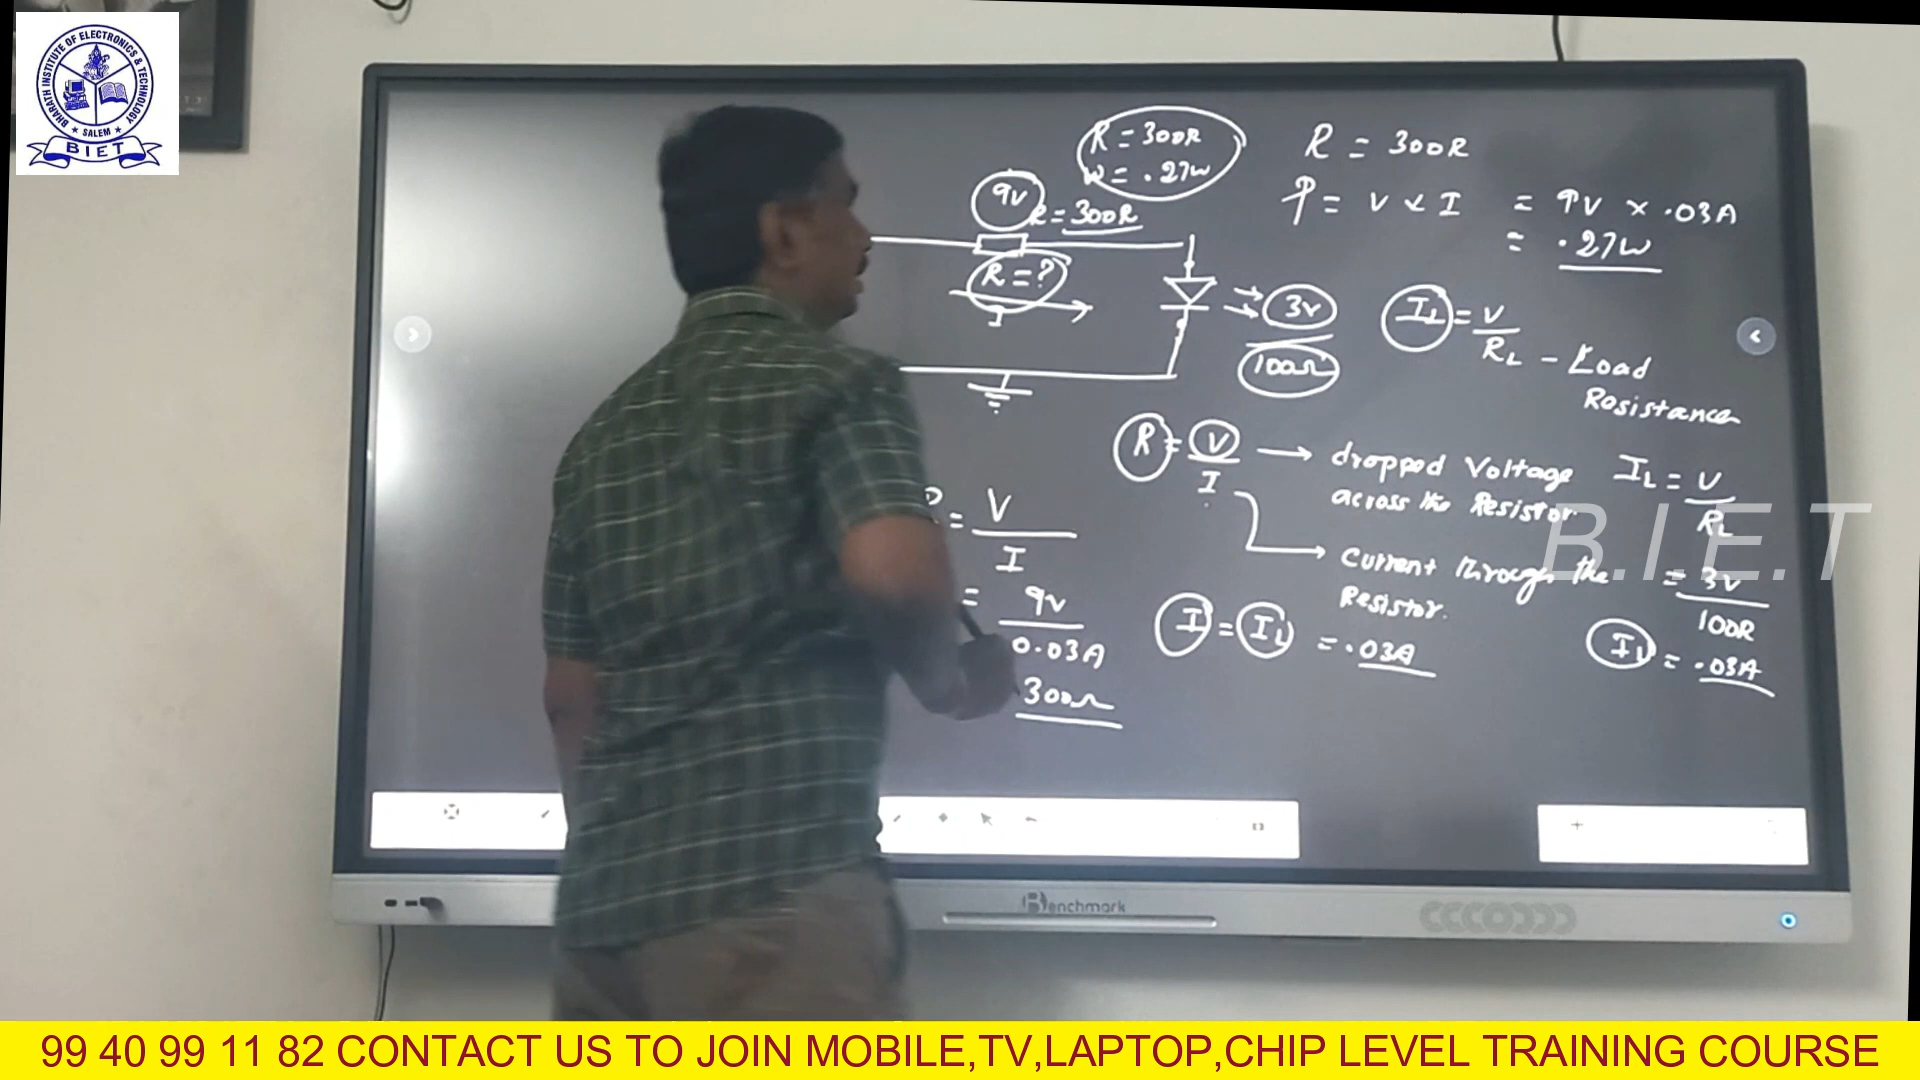 BHARATH INSTITUTE OF ELECTRONICS & TECHNOLOGY
★ SALEM ★
BIET
R = 300R
W = .27W
9V
R = 300R
R = ?
I
3V
100Ω
R = 300R
P = V x I = 9V x .03A
= .27W
IL = V
RL - Load
Rosistance
R = V → dropped Voltage
I across the Resistor.
→ Current through the
Resistor.
IL = V
RL
= 3V
100R
IL = .03A
I = IL = .03A
= V
I
= 9V
0.03A
300Ω
B.I.E.T
Benchmark
99 40 99 11 82 CONTACT US TO JOIN MOBILE,TV,LAPTOP,CHIP LEVEL TRAINING COURSE